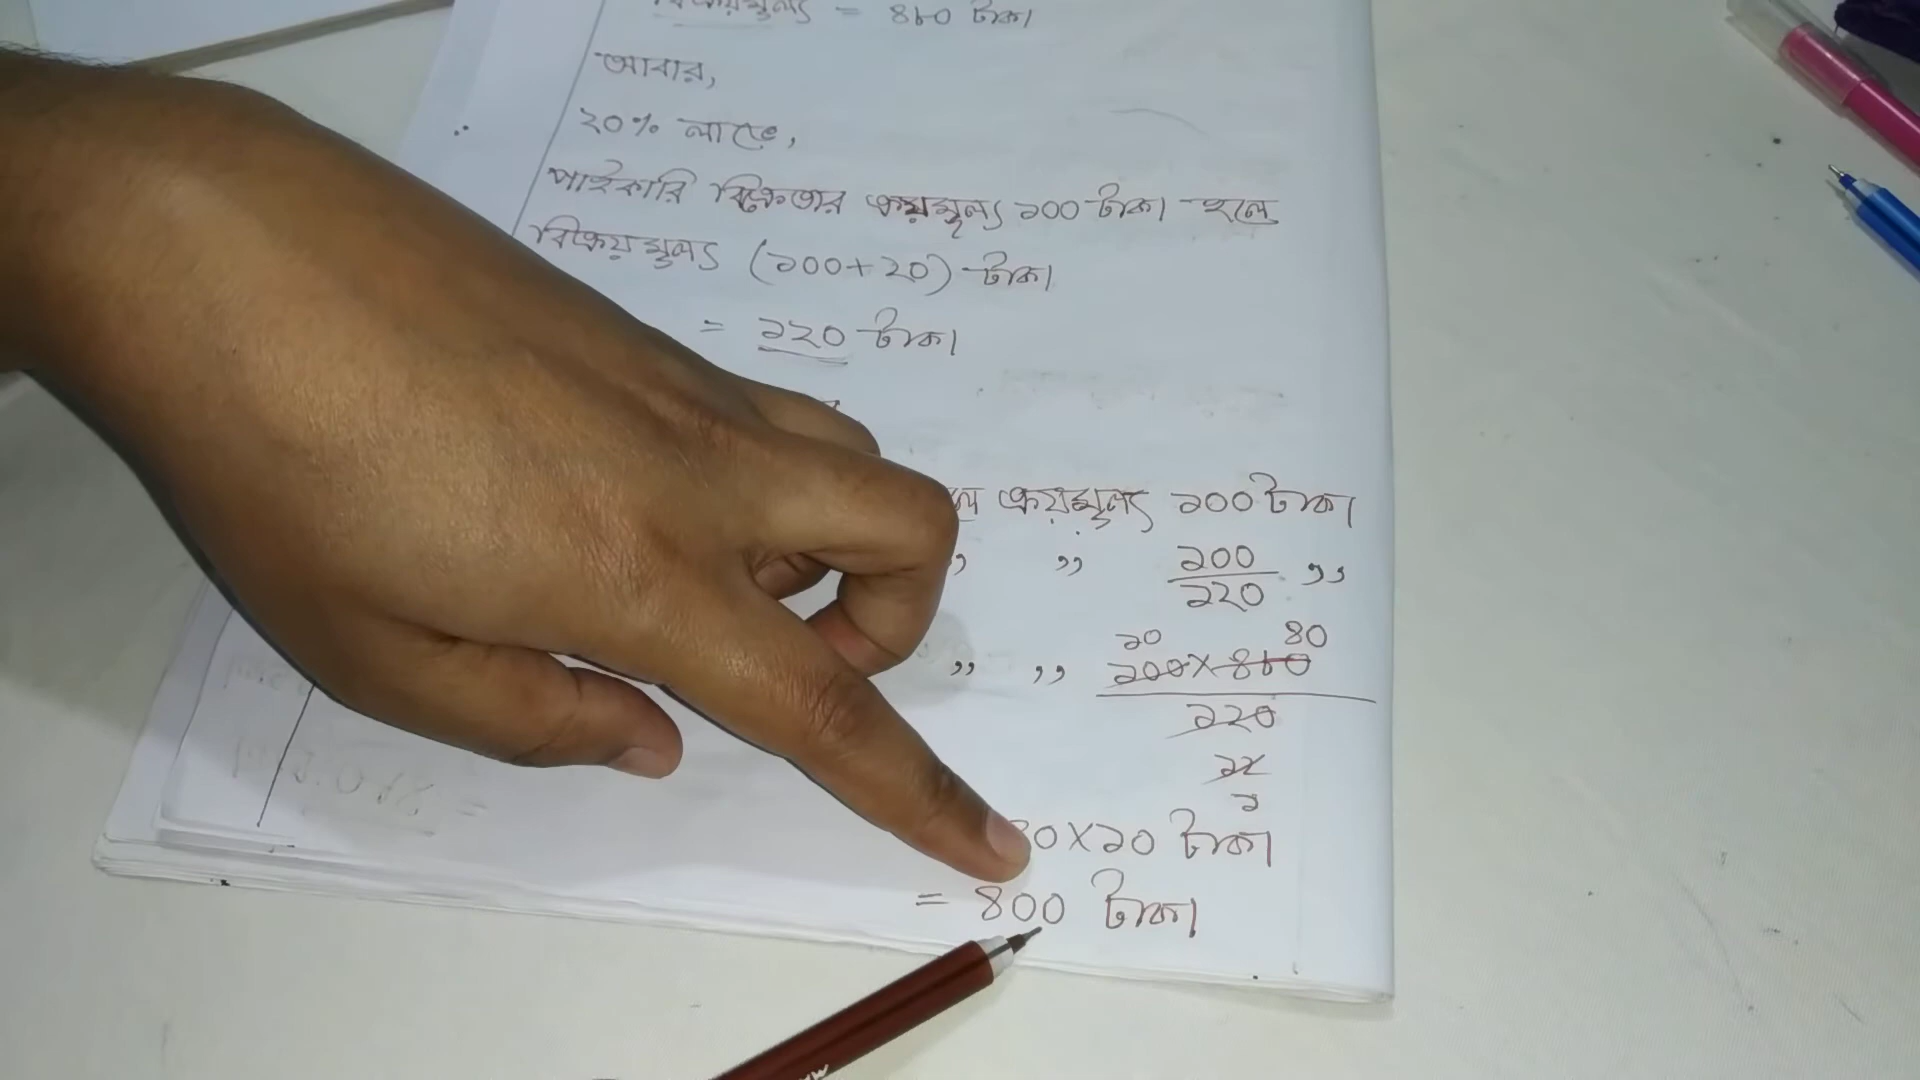 বিক্রয়মূল্য = ৪৮০ টাকা
আবার,
২০% লাভে,
পাইকারি বিক্রেতার ক্রয়মূল্য ১০০ টাকা হলে
বিক্রয়মূল্য (১০০+২০) টাকা
= ১২০ টাকা
ক্রয়মূল্য ১০০ টাকা
,, ,, ১০০/১২০ ,,
১০ ৪০
,, ,, ১০০×৪৮০
১২০
১২
১
০×১০ টাকা
= ৪০০ টাকা